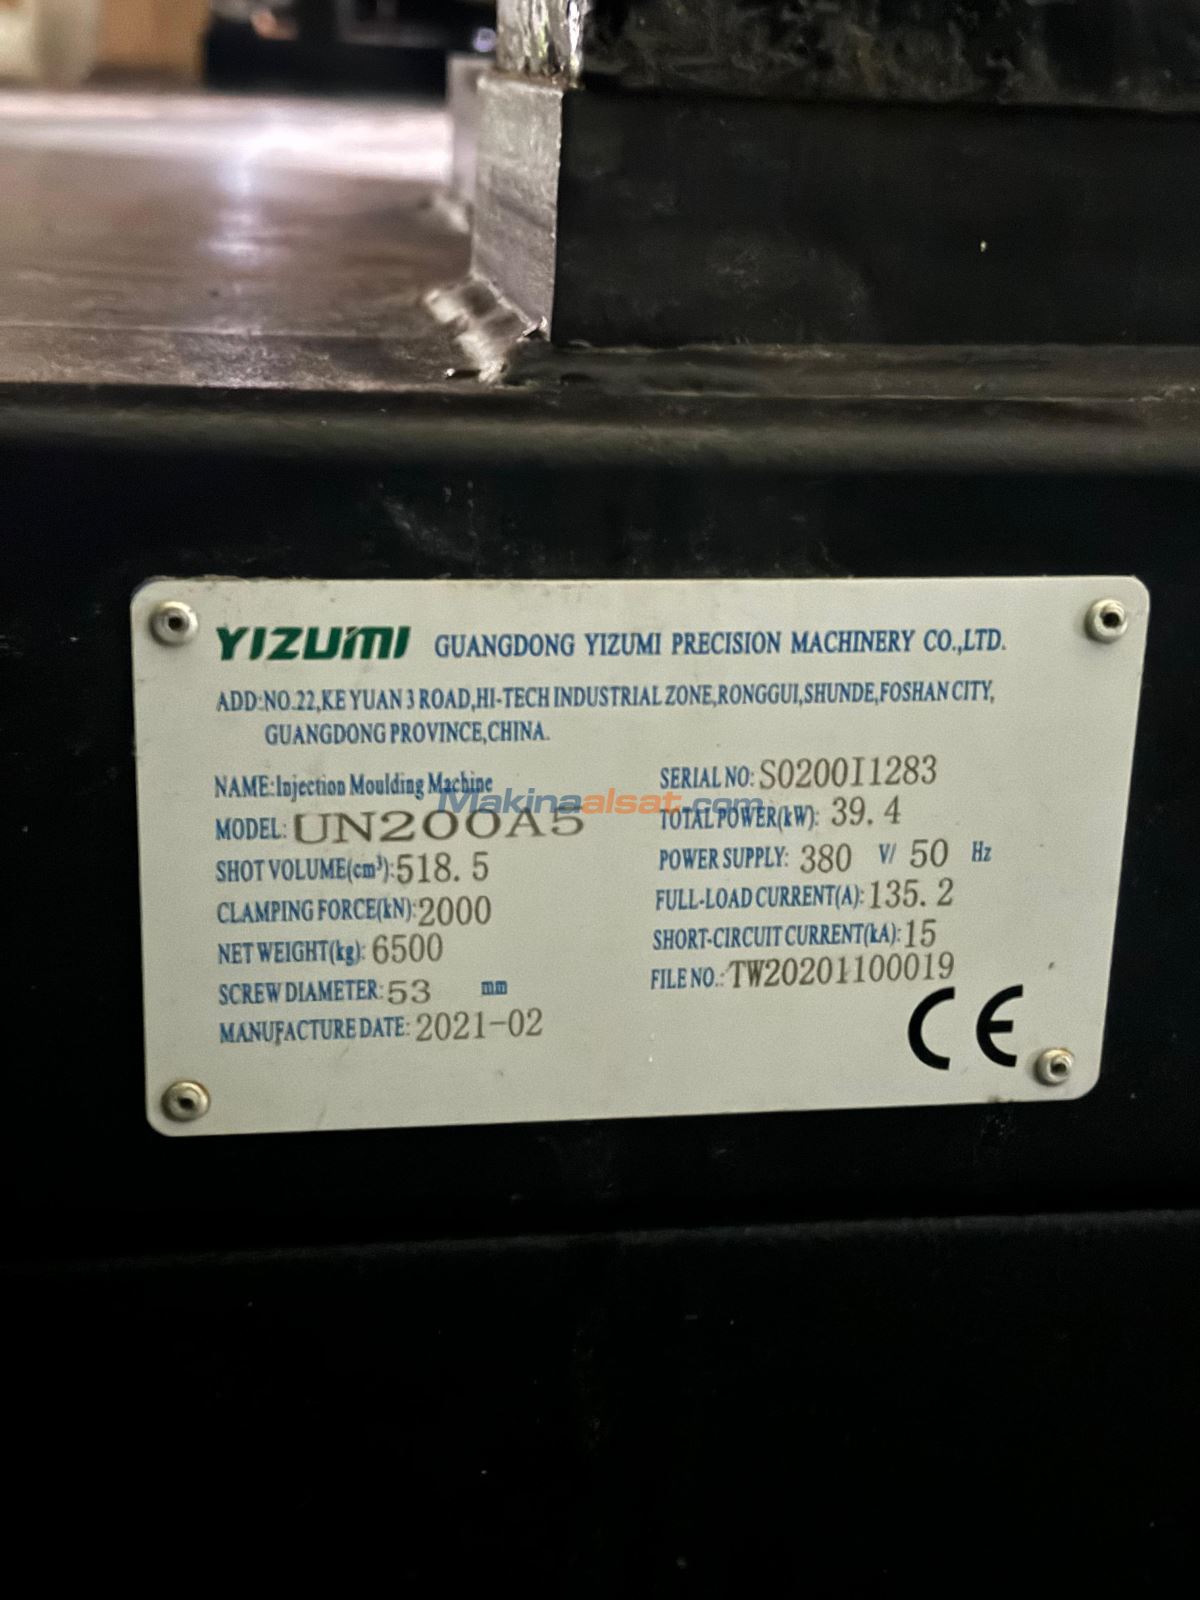 YIZUMI GUANGDONG YIZUMI PRECISION MACHINERY CO.,LTD.
ADD:NO.22,KE YUAN 3 ROAD,HI-TECH INDUSTRIAL ZONE,RONGGUI,SHUNDE,FOSHAN CITY,
GUANGDONG PROVINCE,CHINA.
NAME:Injection Moulding Machine
MODEL:UN200A5
SHOT VOLUME(cm³):518.5
CLAMPING FORCE(kN):2000
NET WEIGHT(kg):6500
SCREW DIAMETER:53 mm
MANUFACTURE DATE:2021-02
SERIAL NO:S0200I1283
TOTAL POWER(kW): 39.4
POWER SUPPLY: 380 V/ 50 Hz
FULL-LOAD CURRENT(A):135.2
SHORT-CIRCUIT CURRENT(kA):15
FILE NO.:TW20201100019
CE
Makinaalsat.com